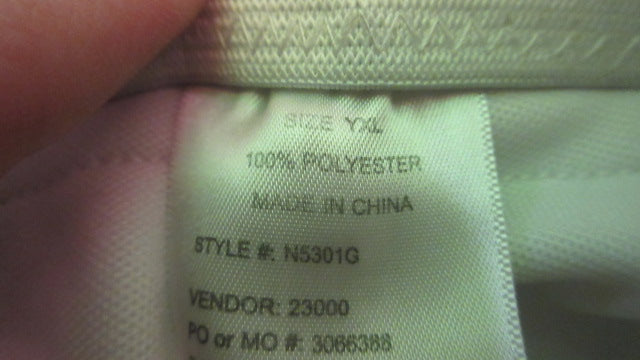 SIZE YXL
100% POLYESTER
MADE IN CHINA
STYLE #: N5301G
VENDOR: 23000
PO or MO #: 3066388